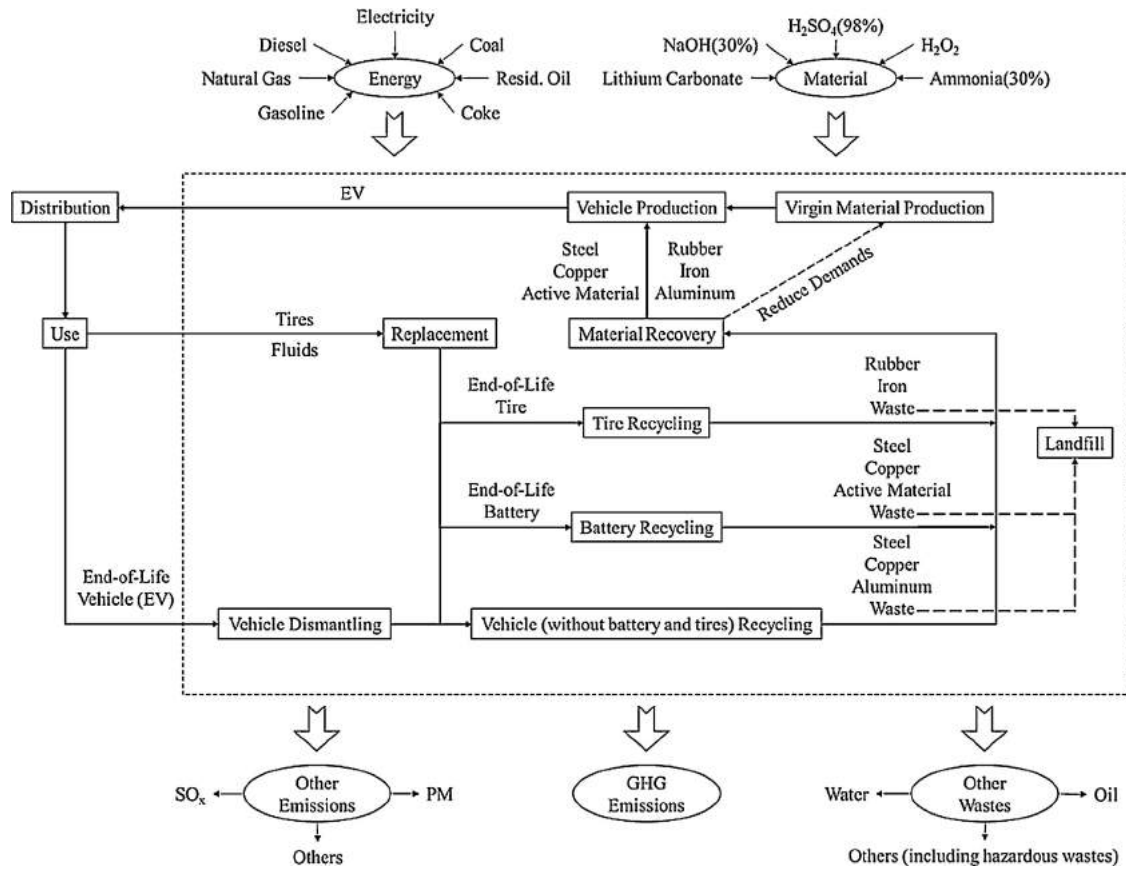 Electricity
Diesel
Coal
Natural Gas
Energy
Resid. Oil
Gasoline
Coke
H₂SO₄(98%)
NaOH(30%)
H₂O₂
Lithium Carbonate
Material
Ammonia(30%)
EV
Distribution
Vehicle Production
Virgin Material Production
Steel
Copper
Active Material
Rubber
Iron
Aluminum
Reduce Demands
Use
Tires
Fluids
Replacement
Material Recovery
End-of-Life
Tire
Tire Recycling
Rubber
Iron
Waste
Landfill
End-of-Life
Battery
Battery Recycling
Steel
Copper
Active Material
Waste
Steel
Copper
Aluminum
Waste
End-of-Life
Vehicle (EV)
Vehicle Dismantling
Vehicle (without battery and tires) Recycling
SOₓ
Other
Emissions
PM
Others
GHG
Emissions
Water
Other
Wastes
Oil
Others (including hazardous wastes)